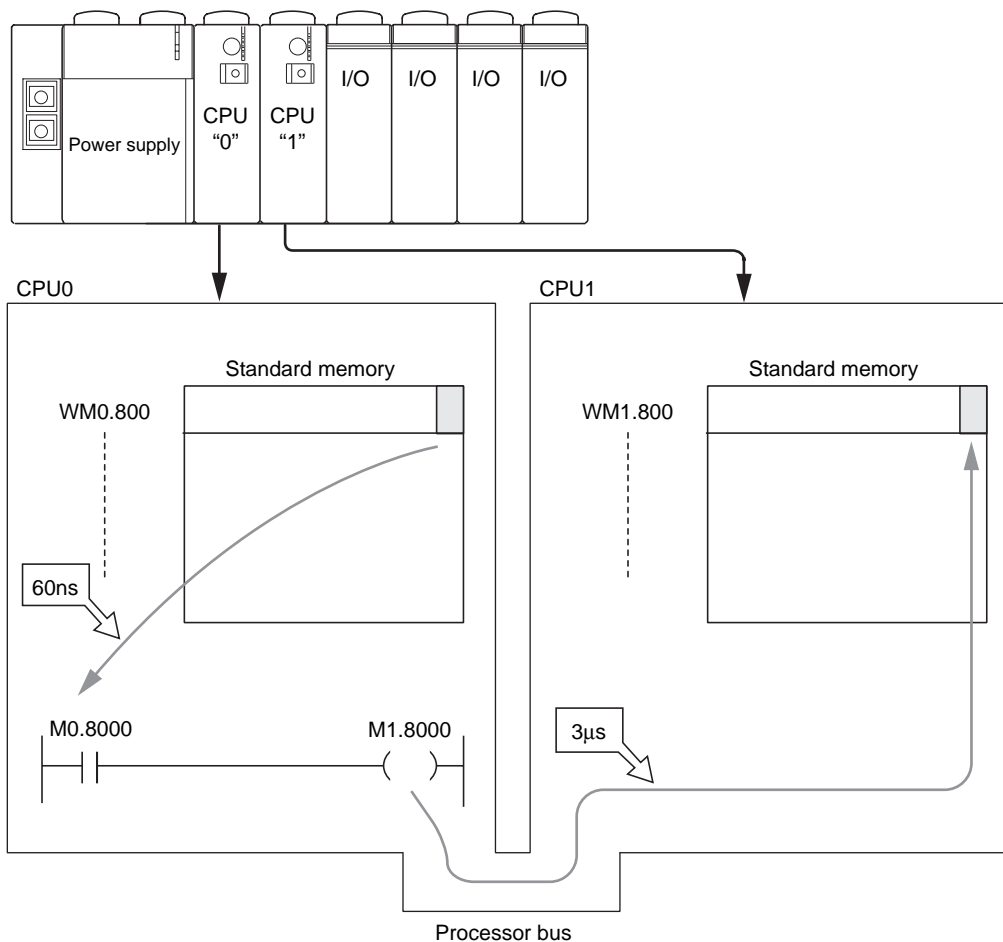 Power supply
CPU
“0”
CPU
“1”
I/O
I/O
I/O
I/O
CPU0
CPU1
Standard memory
Standard memory
WM0.800
WM1.800
60ns
M0.8000
M1.8000
3µs
Processor bus